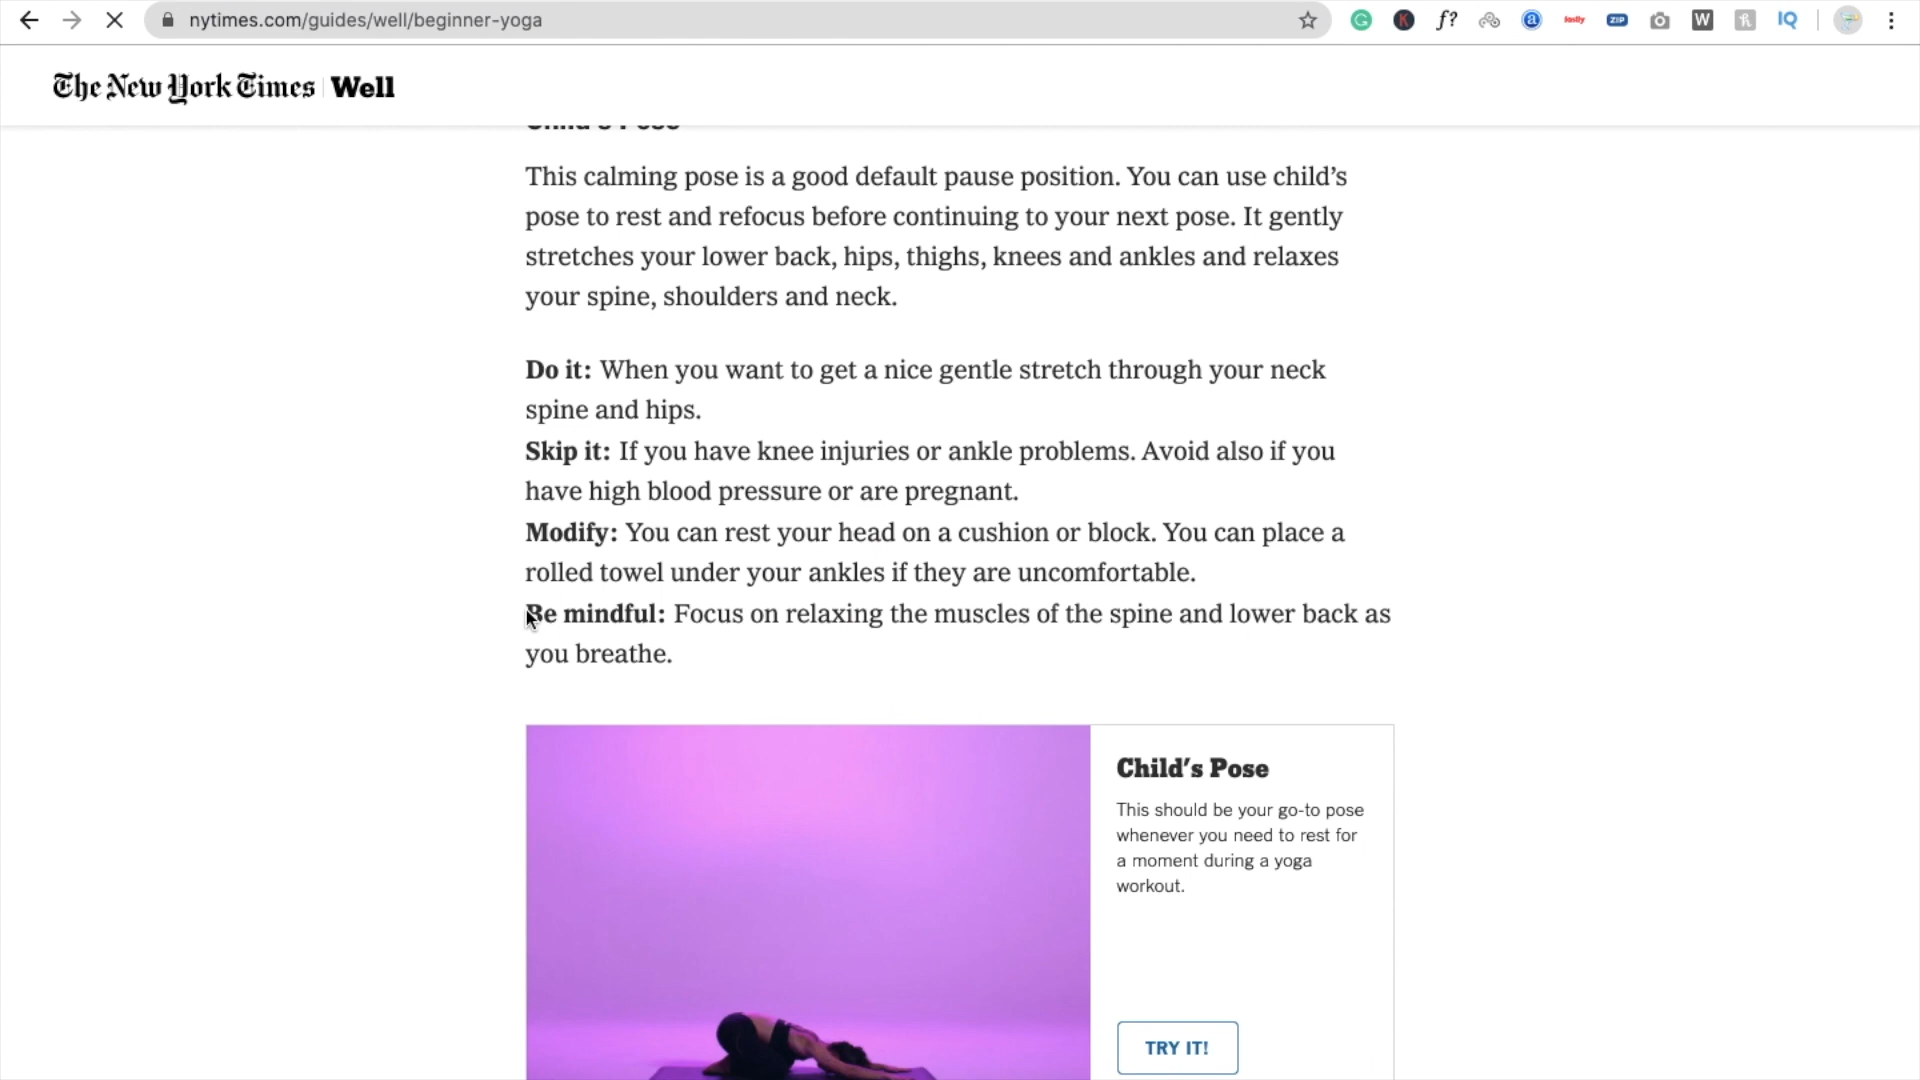 nytimes.com/guides/well/beginner-yoga
The New York Times | Well
Child's Pose
This calming pose is a good default pause position. You can use child’s
pose to rest and refocus before continuing to your next pose. It gently
stretches your lower back, hips, thighs, knees and ankles and relaxes
your spine, shoulders and neck.
Do it: When you want to get a nice gentle stretch through your neck
spine and hips.
Skip it: If you have knee injuries or ankle problems. Avoid also if you
have high blood pressure or are pregnant.
Modify: You can rest your head on a cushion or block. You can place a
rolled towel under your ankles if they are uncomfortable.
Be mindful: Focus on relaxing the muscles of the spine and lower back as
you breathe.
Child’s Pose
This should be your go-to pose
whenever you need to rest for
a moment during a yoga
workout.
TRY IT!